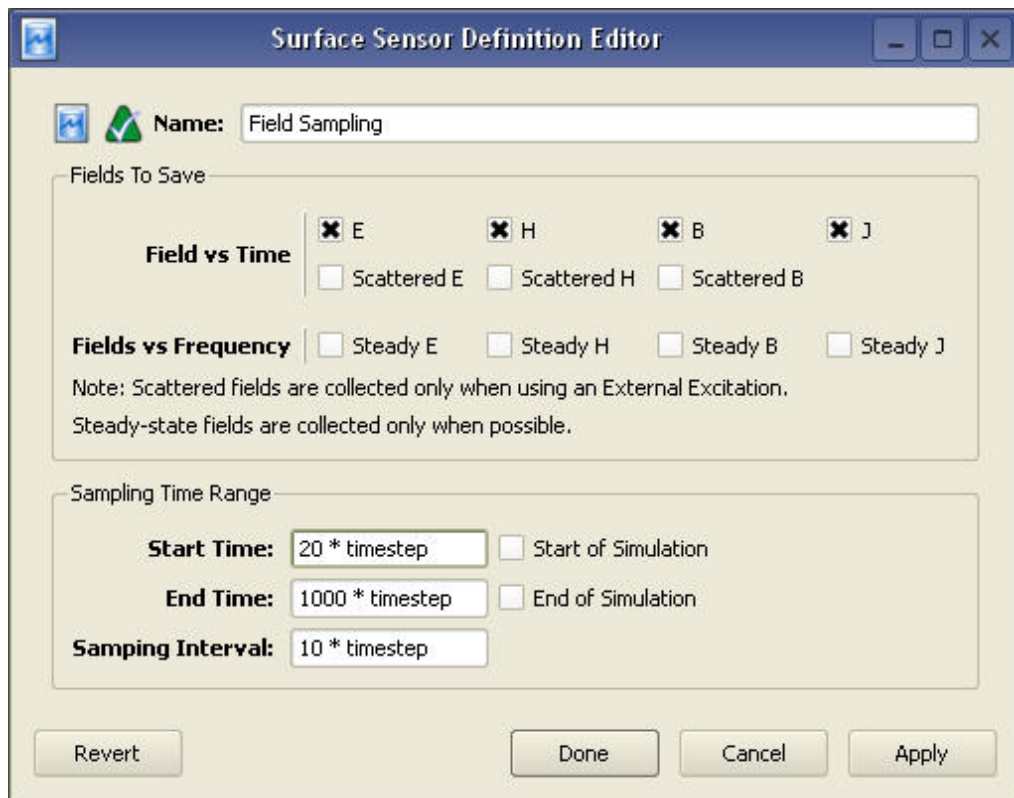 Surface Sensor Definition Editor
Name: Field Sampling
Fields To Save
Field vs Time E H B J
Scattered E Scattered H Scattered B
Fields vs Frequency Steady E Steady H Steady B Steady J
Note: Scattered fields are collected only when using an External Excitation.
Steady-state fields are collected only when possible.
Sampling Time Range
Start Time: 20 * timestep Start of Simulation
End Time: 1000 * timestep End of Simulation
Samping Interval: 10 * timestep
Revert Done Cancel Apply